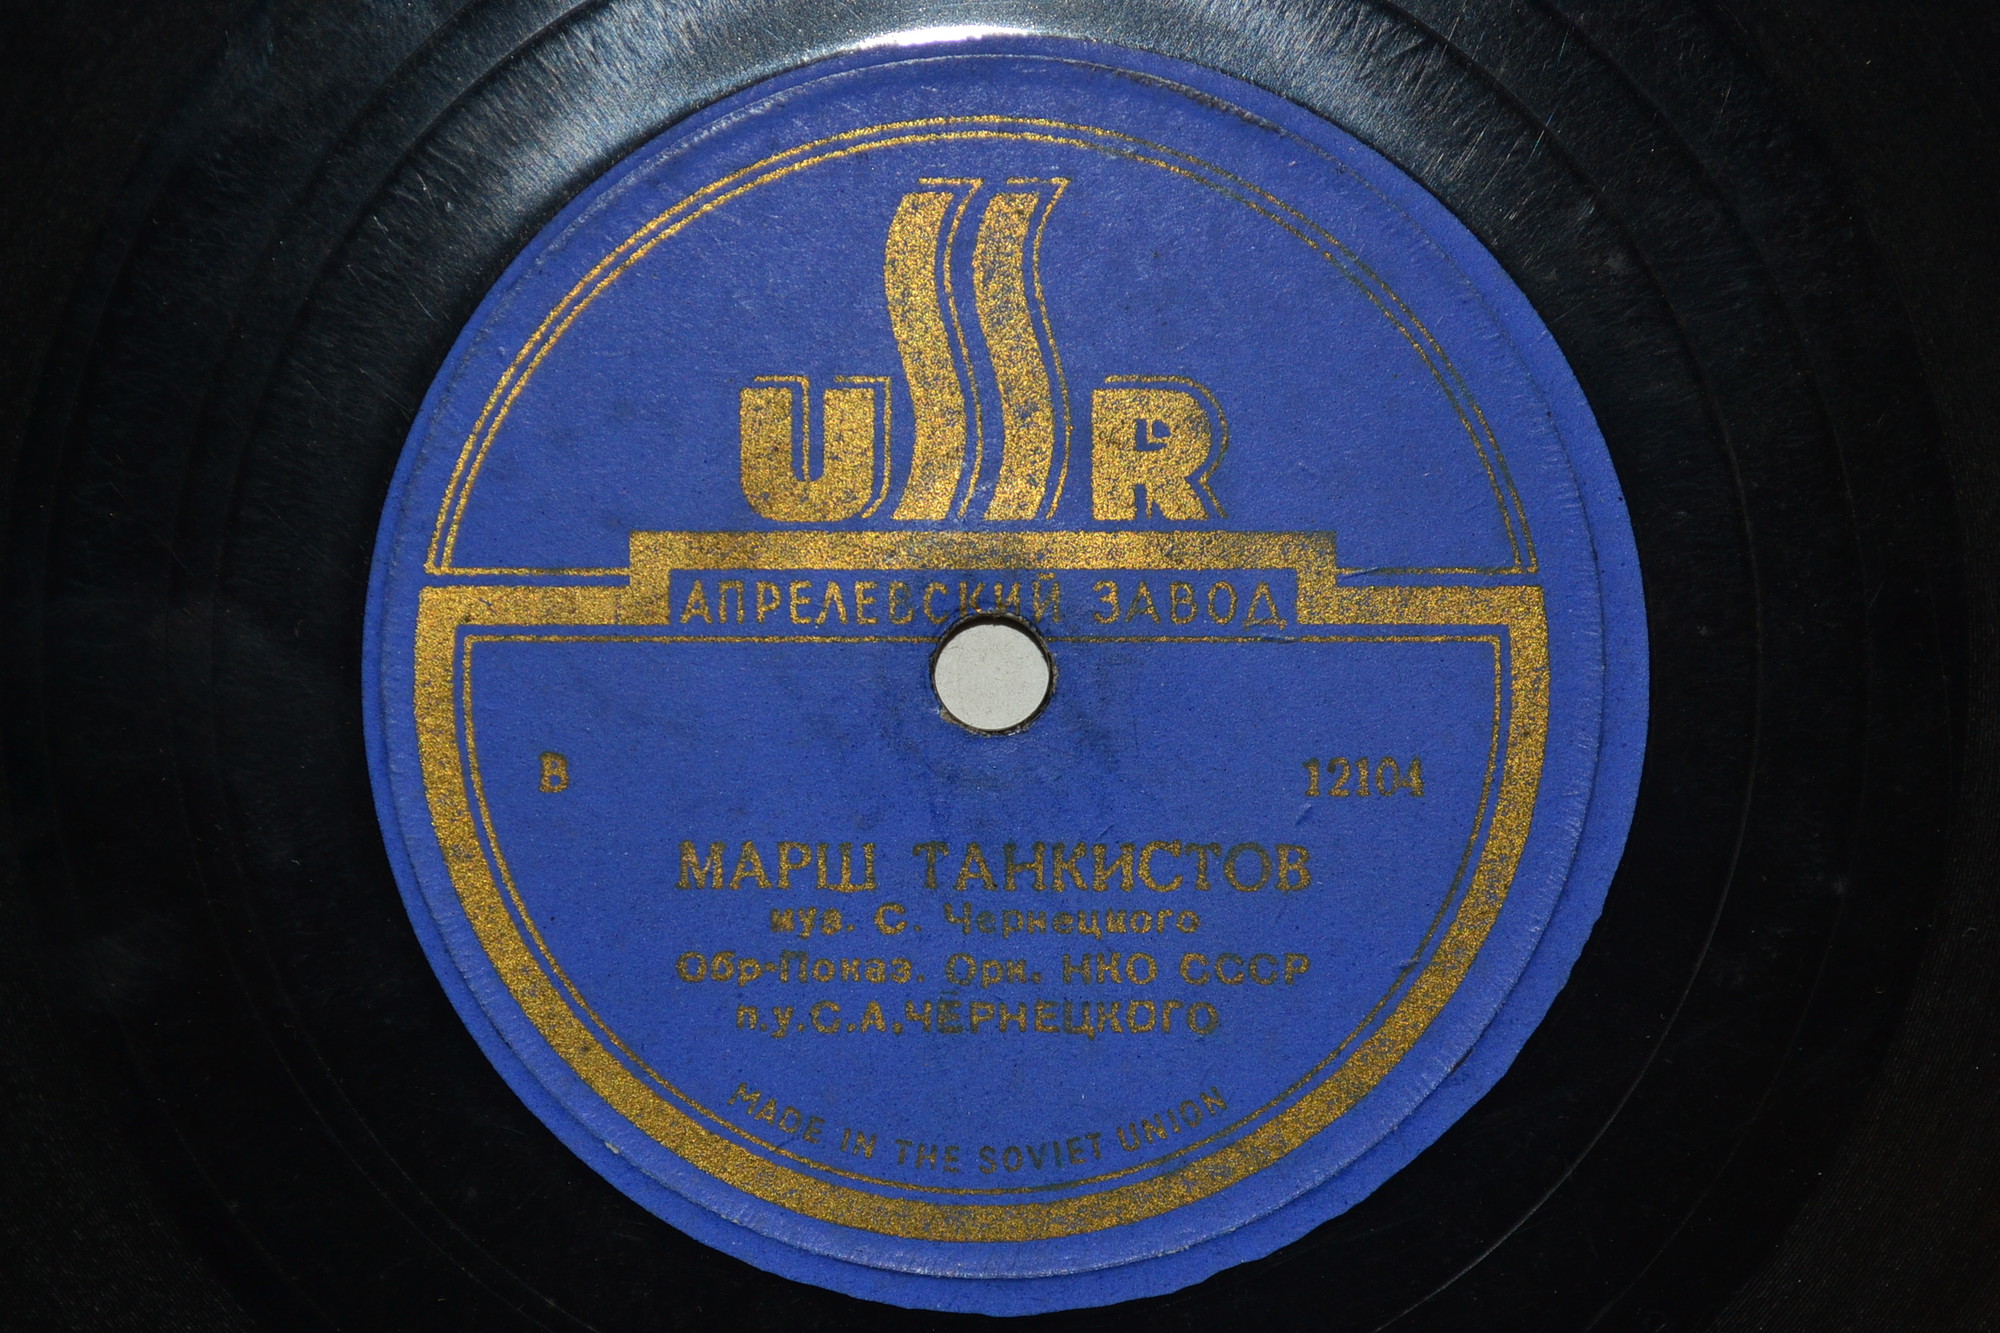 USSR
АПРЕЛЕВСКИЙ ЗАВОД
В 12104
МАРШ ТАНКИСТОВ
муз. С. Чернецкого
Обр-Показ. Орк. НКО СССР
п.у.С.А.ЧЕРНЕЦКОГО
MADE IN THE SOVIET UNION